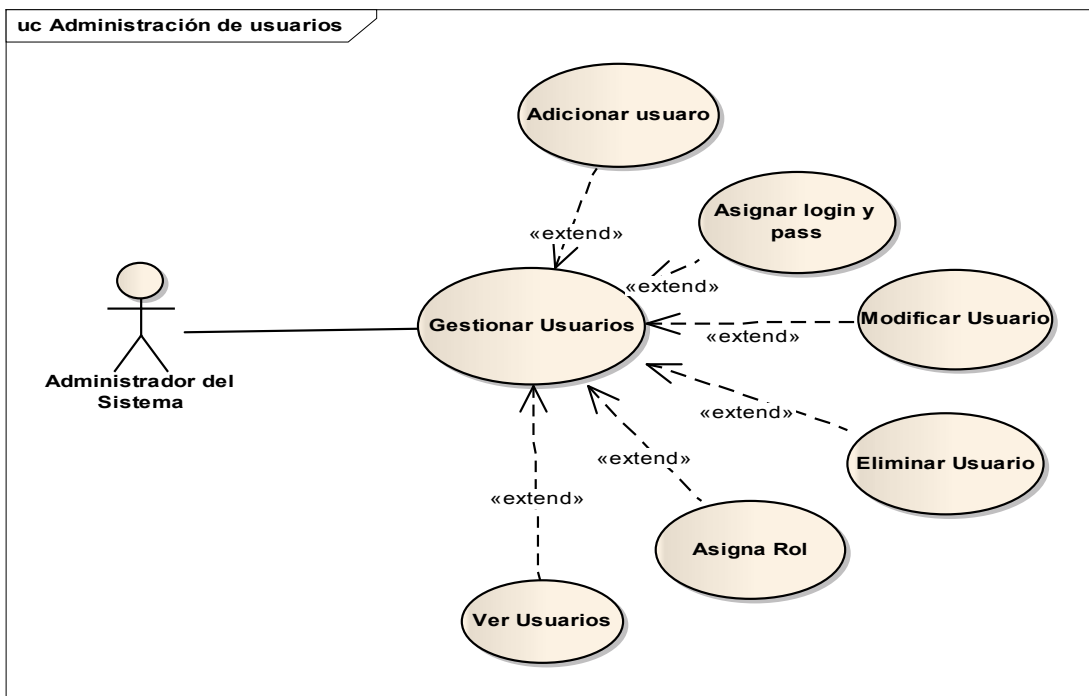 uc Administración de usuarios
Adicionar usuaro
Asignar login y
pass
«extend»
«extend»
Gestionar Usuarios
Modificar Usuario
«extend»
Administrador del
Sistema
«extend»
Eliminar Usuario
«extend»
«extend»
Asigna Rol
Ver Usuarios